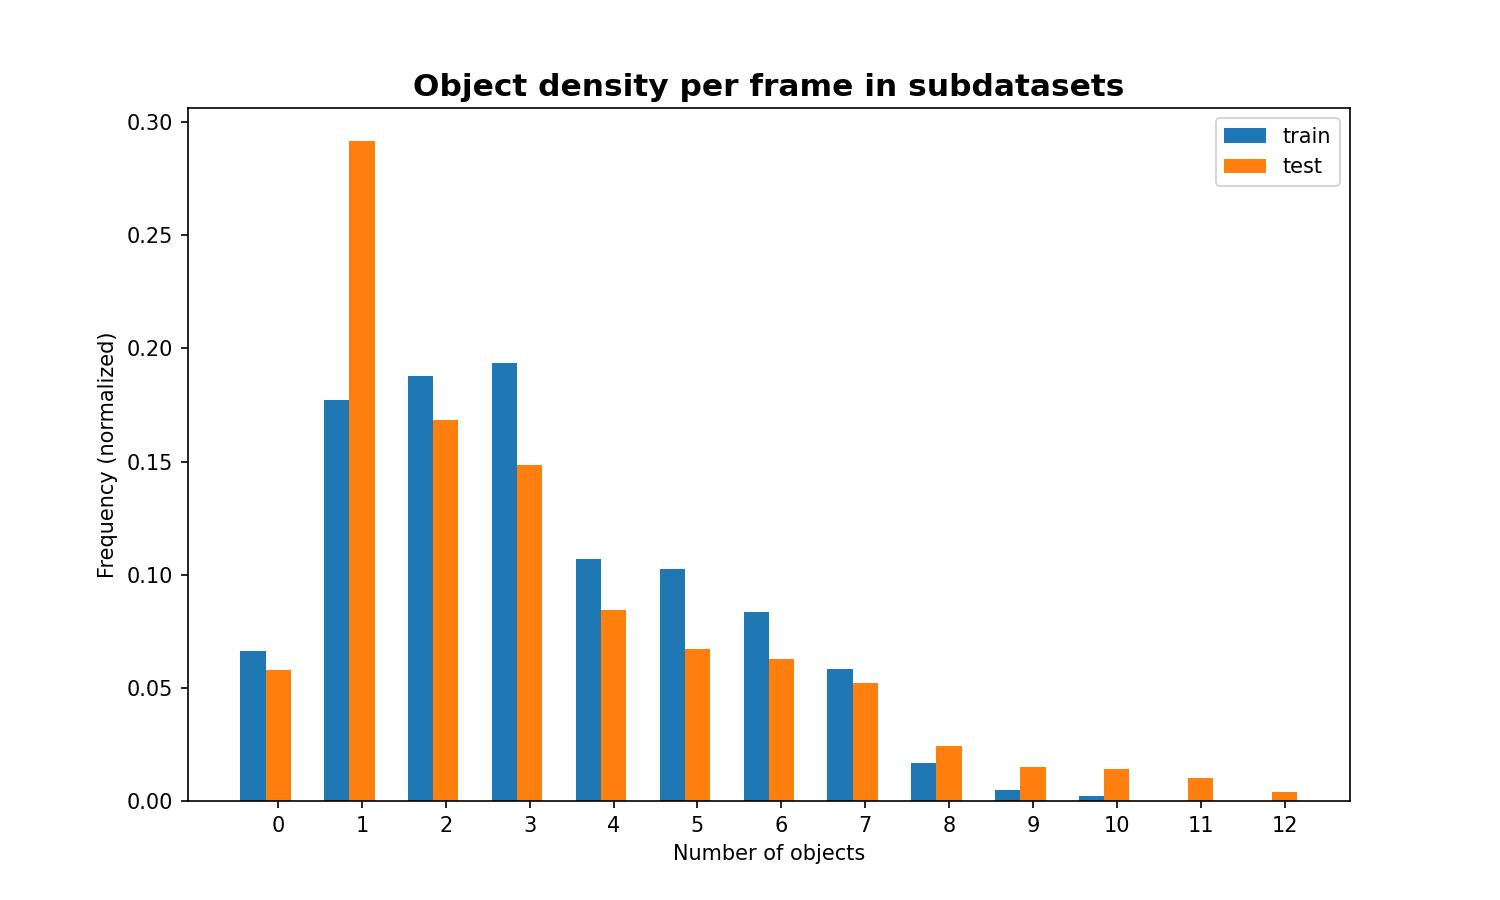 Object density per frame in subdatasets
train
test
Frequency (normalized)
0.30
0.25
0.20
0.15
0.10
0.05
0.00
0 1 2 3 4 5 6 7 8 9 10 11 12
Number of objects